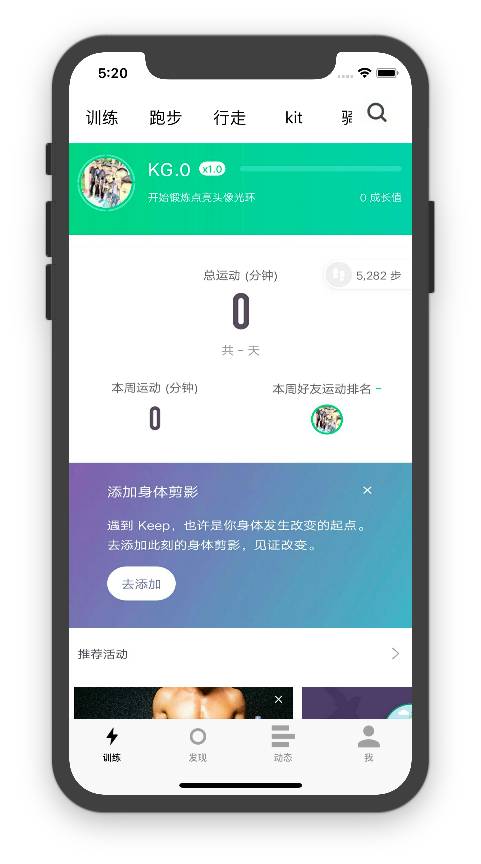 5:20
训练 跑步 行走 kit
KG.0 x1.0
开始锻炼点亮头像光环 0 成长值
总运动 (分钟) 5,282 步
0
共 - 天
本周运动 (分钟) 本周好友运动排名 -
0
添加身体剪影 ×
遇到 Keep，也许是你身体发生改变的起点。
去添加此刻的身体剪影，见证改变。
去添加
推荐活动
训练 发现 动态 我